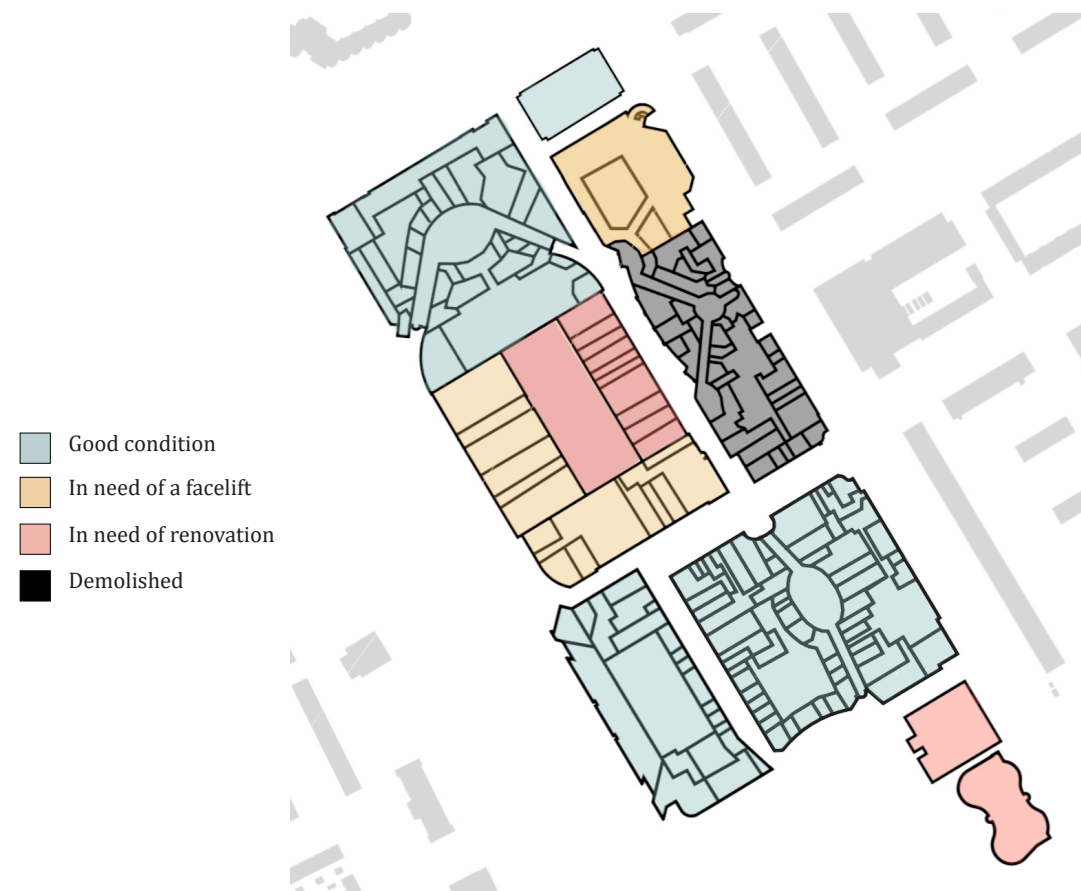 Good condition
In need of a facelift
In need of renovation
Demolished